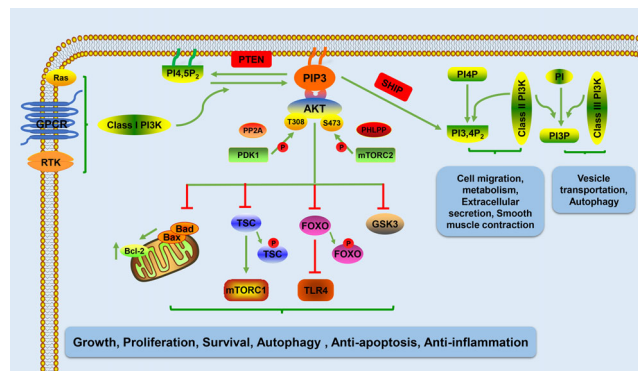 PTEN
Ras
PI4,5P2
PIP3
SHIP
PI4P
Class II PI3K
PI
Class III PI3K
GPCR
Class I PI3K
AKT
PP2A
T308
S473
PHLPP
PI3,4P2
PI3P
RTK
PDK1
P
P
mTORC2
Cell migration,
metabolism,
Extracellular
secretion, Smooth
muscle contraction
Vesicle
transportation,
Autophagy
Bad
Bax
Bcl-2
TSC
P
TSC
FOXO
P
FOXO
GSK3
mTORC1
TLR4
Growth, Proliferation, Survival, Autophagy , Anti-apoptosis, Anti-inflammation